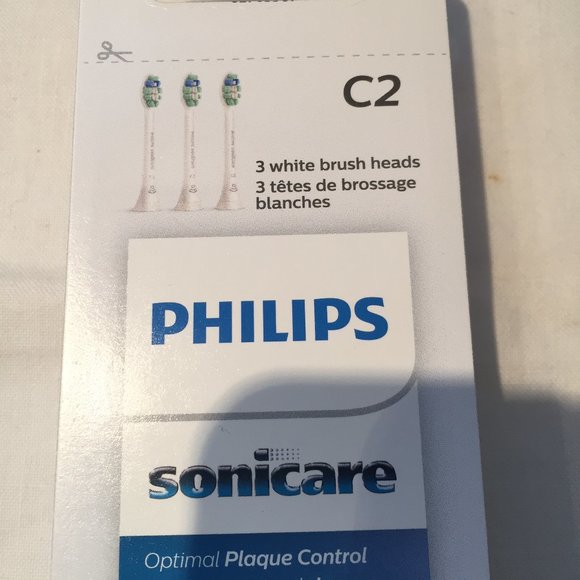 C2
3 white brush heads
3 têtes de brossage
blanches
PHILIPS
sonicare
Optimal Plaque Control